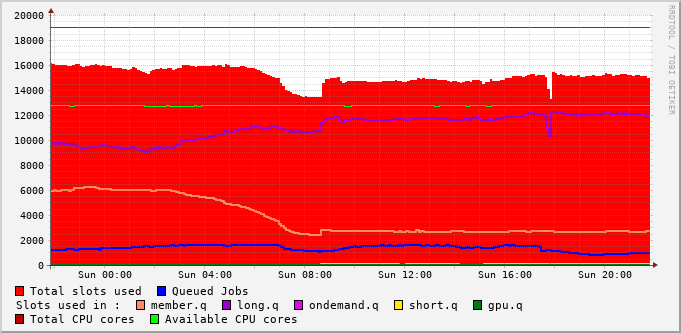 20000
18000
16000
14000
12000
10000
8000
6000
4000
2000
0
Sun 00:00 Sun 04:00 Sun 08:00 Sun 12:00 Sun 16:00 Sun 20:00
Total slots used Queued Jobs
Slots used in : member.q long.q ondemand.q short.q gpu.q
Total CPU cores Available CPU cores
RRDTOOL / TOBI OETIKER